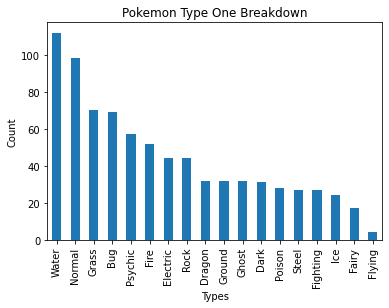 Pokemon Type One Breakdown
Count
100
80
60
40
20
0
Water
Normal
Grass
Bug
Psychic
Fire
Electric
Rock
Dragon
Ground
Ghost
Dark
Poison
Steel
Fighting
Ice
Fairy
Flying
Types